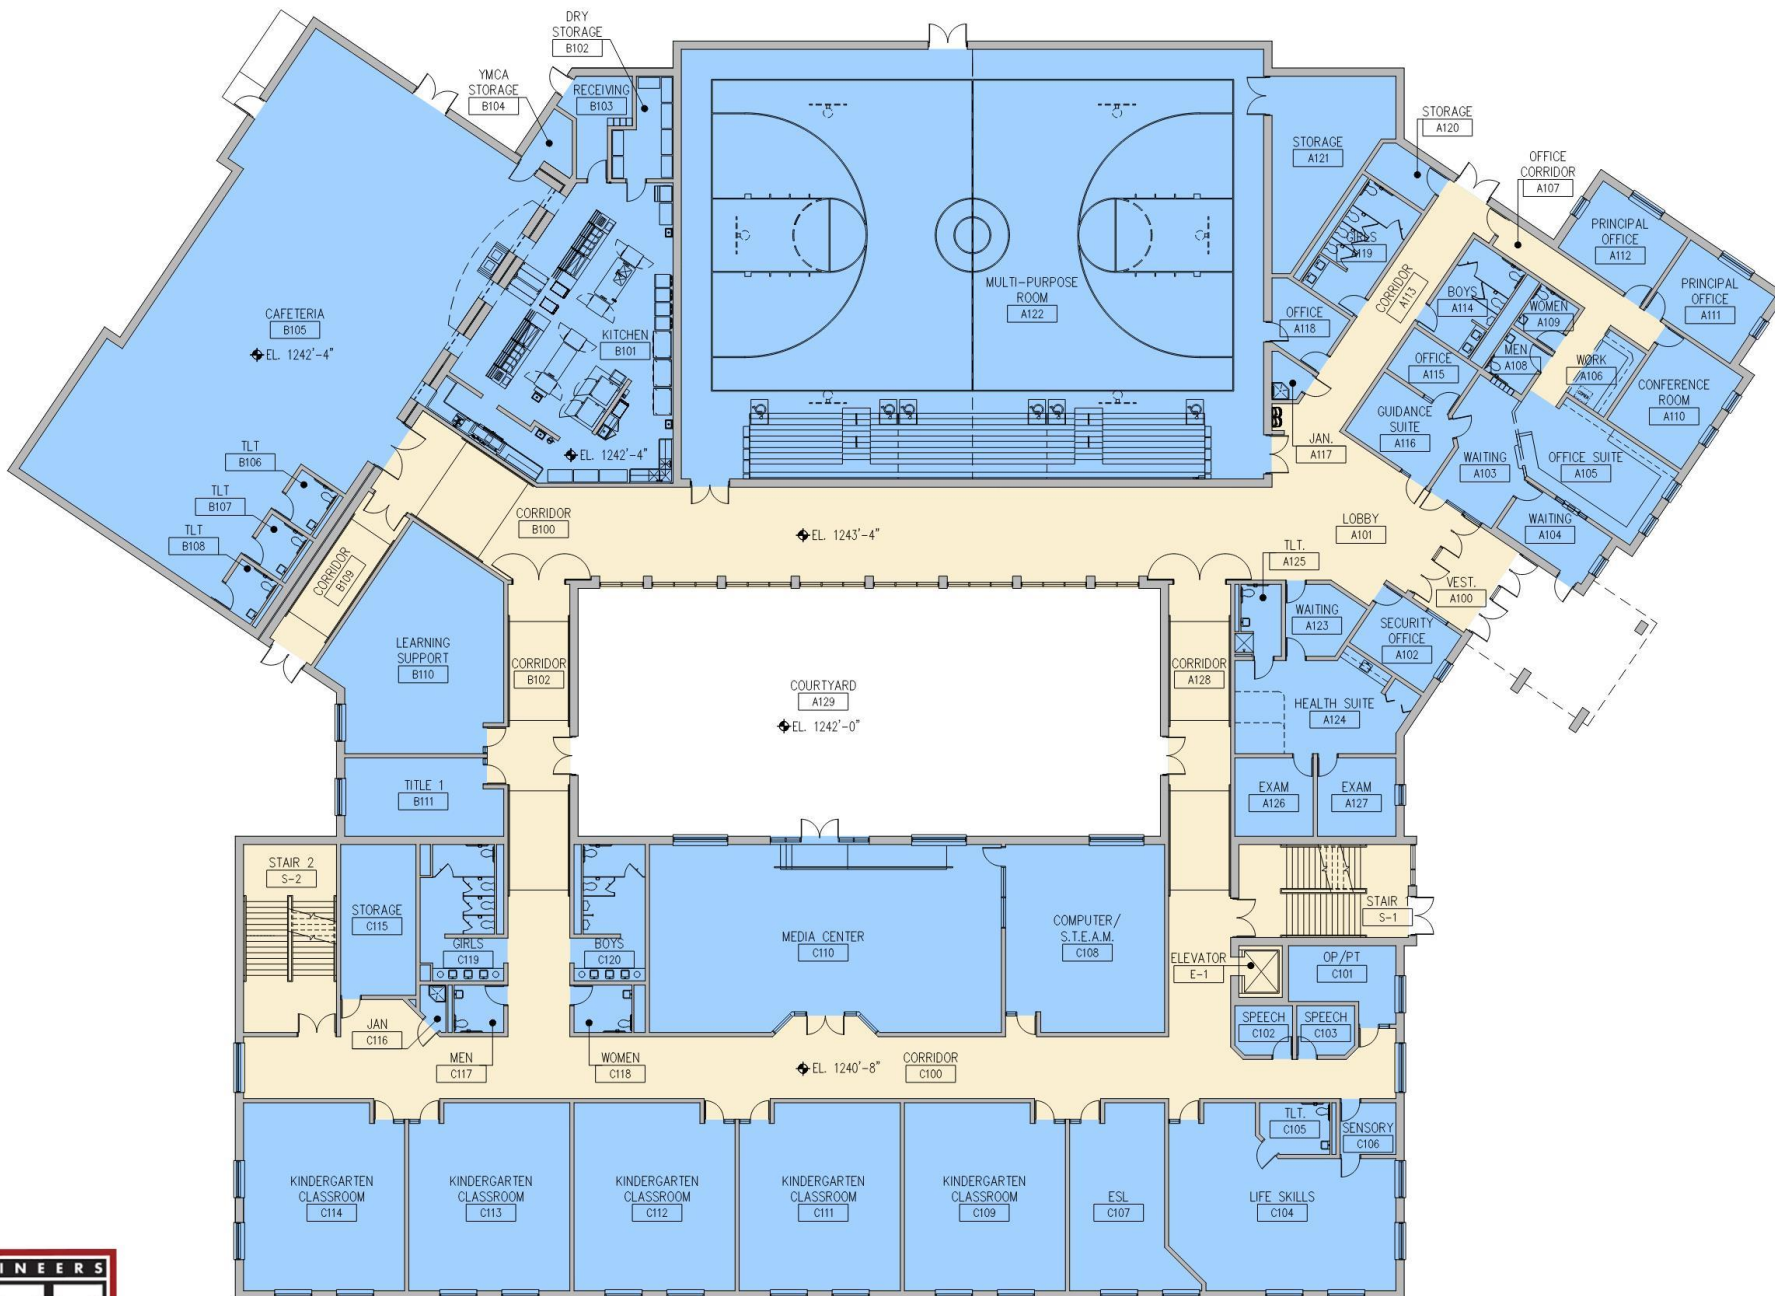 DRY
STORAGE
B102
YMCA
STORAGE
B104
RECEIVING
B103
STORAGE
A120
STORAGE
A121
OFFICE
CORRIDOR
A107
PRINCIPAL
OFFICE
A112
PRINCIPAL
OFFICE
A111
GIRLS
A119
CORRIDOR
A113
BOYS
A114
WOMEN
A109
MEN
A108
WORK
A106
CONFERENCE
ROOM
A110
OFFICE
A118
OFFICE
A115
GUIDANCE
SUITE
A116
JAN.
A117
WAITING
A103
OFFICE SUITE
A105
WAITING
A104
MULTI-PURPOSE
ROOM
A122
CAFETERIA
B105
EL. 1242'-4"
KITCHEN
B101
EL. 1242'-4"
TLT
B106
TLT
B107
TLT
B108
CORRIDOR
B109
CORRIDOR
B100
EL. 1243'-4"
LOBBY
A101
TLT.
A125
VEST.
A100
WAITING
A123
SECURITY
OFFICE
A102
LEARNING
SUPPORT
B110
CORRIDOR
B102
COURTYARD
A129
EL. 1242'-0"
CORRIDOR
A128
HEALTH SUITE
A124
TITLE 1
B111
EXAM
A126
EXAM
A127
STAIR 2
S-2
STORAGE
C115
GIRLS
C119
BOYS
C120
MEDIA CENTER
C110
COMPUTER/
S.T.E.A.M.
C108
STAIR 1
S-1
ELEVATOR
E-1
OP/PT
C101
SPEECH
C102
SPEECH
C103
JAN
C116
MEN
C117
WOMEN
C118
EL. 1240'-8"
CORRIDOR
C100
TLT.
C105
SENSORY
C106
KINDERGARTEN
CLASSROOM
C114
KINDERGARTEN
CLASSROOM
C113
KINDERGARTEN
CLASSROOM
C112
KINDERGARTEN
CLASSROOM
C111
KINDERGARTEN
CLASSROOM
C109
ESL
C107
LIFE SKILLS
C104
INEERS